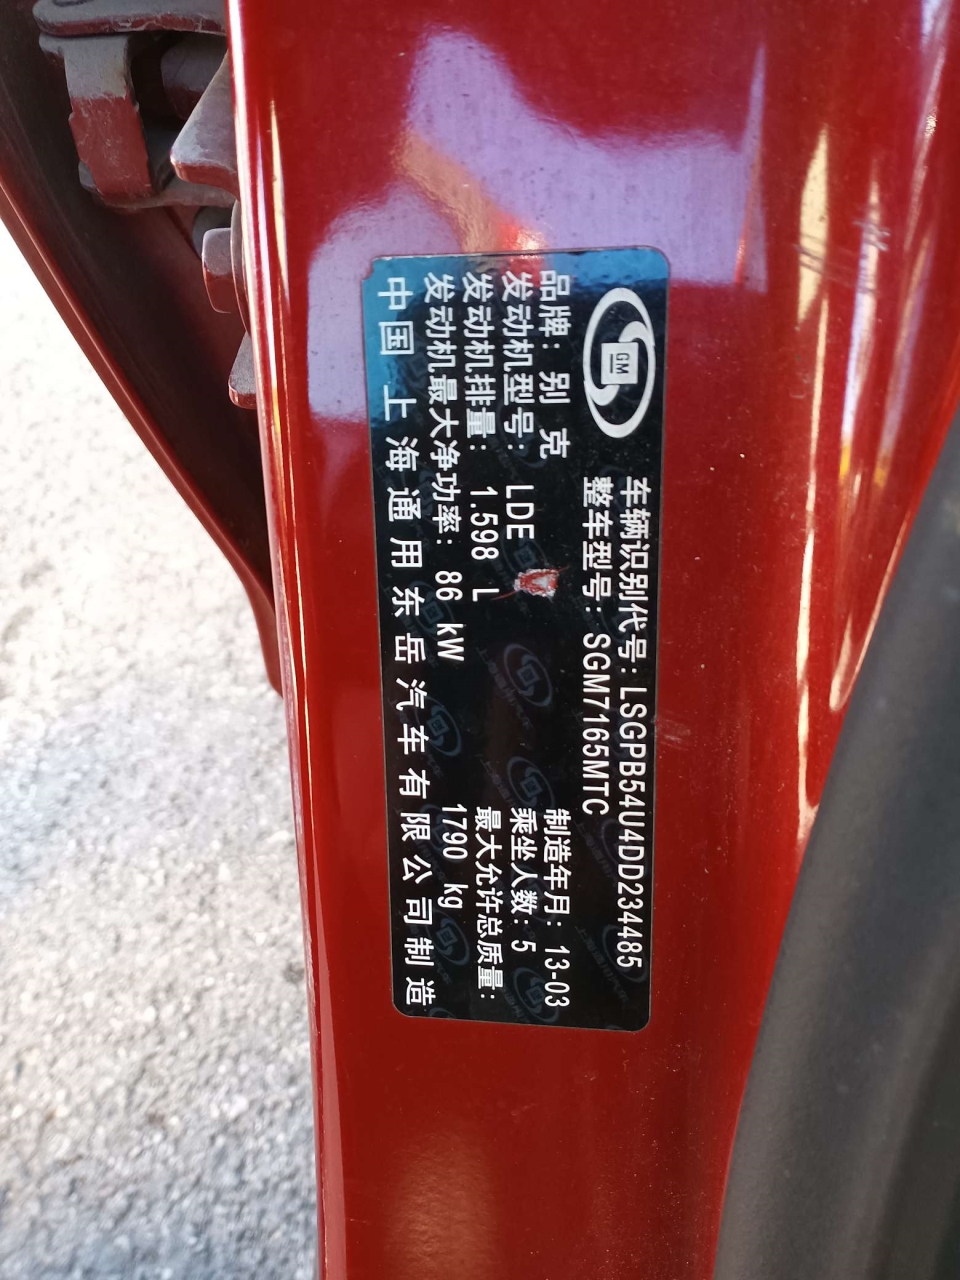 GM
车辆识别代号: LSGPB54U4DD234485
整车型号: SGM7165MTC
品牌: 别克
制造年月: 13-03
发动机型号: LDE
乘坐人数: 5
发动机排量: 1.598 L
最大允许总质量:
发动机最大净功率: 86 kW
1790 kg
中国上海通用东岳汽车有限公司制造